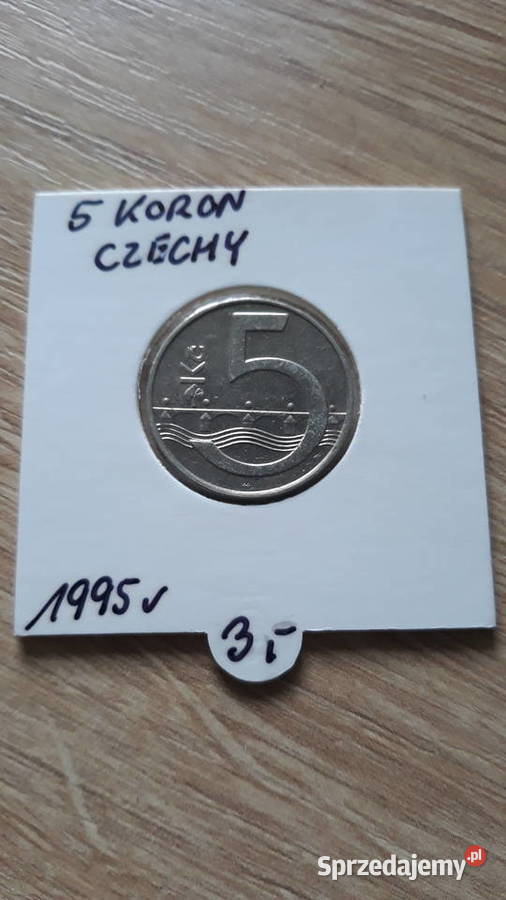 5 KORON
CZECHY
5
Kč
1995 r
3,-
Sprzedajemy.pl